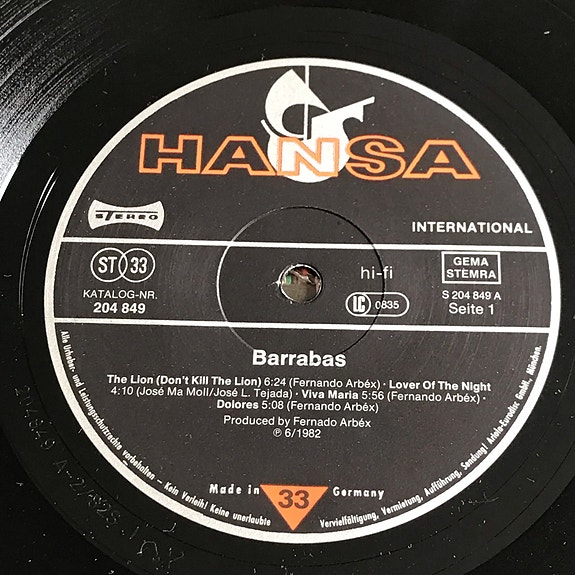 HANSA
STEREO
INTERNATIONAL
ST 33
hi-fi
GEMA
STEMRA
KATALOG-NR.
204 849
LC 0835
S 204 849 A
Seite 1
Barrabas
The Lion (Don't Kill The Lion) 6:24 (Fernando Arbéx) · Lover Of The Night
4:10 (José Ma Moll/José L. Tejada) · Viva Maria 5:56 (Fernando Arbéx) ·
Dolores 5:08 (Fernando Arbéx)
Produced by Fernado Arbéx
℗ 6/1982
Made in 33 Germany
Alle Urheber- und Leistungsschutzrechte vorbehalten – Kein Verleih! Keine unerlaubte Vervielfältigung, Vermietung, Aufführung, Sendung! Ariola-Eurodisc GmbH, München.